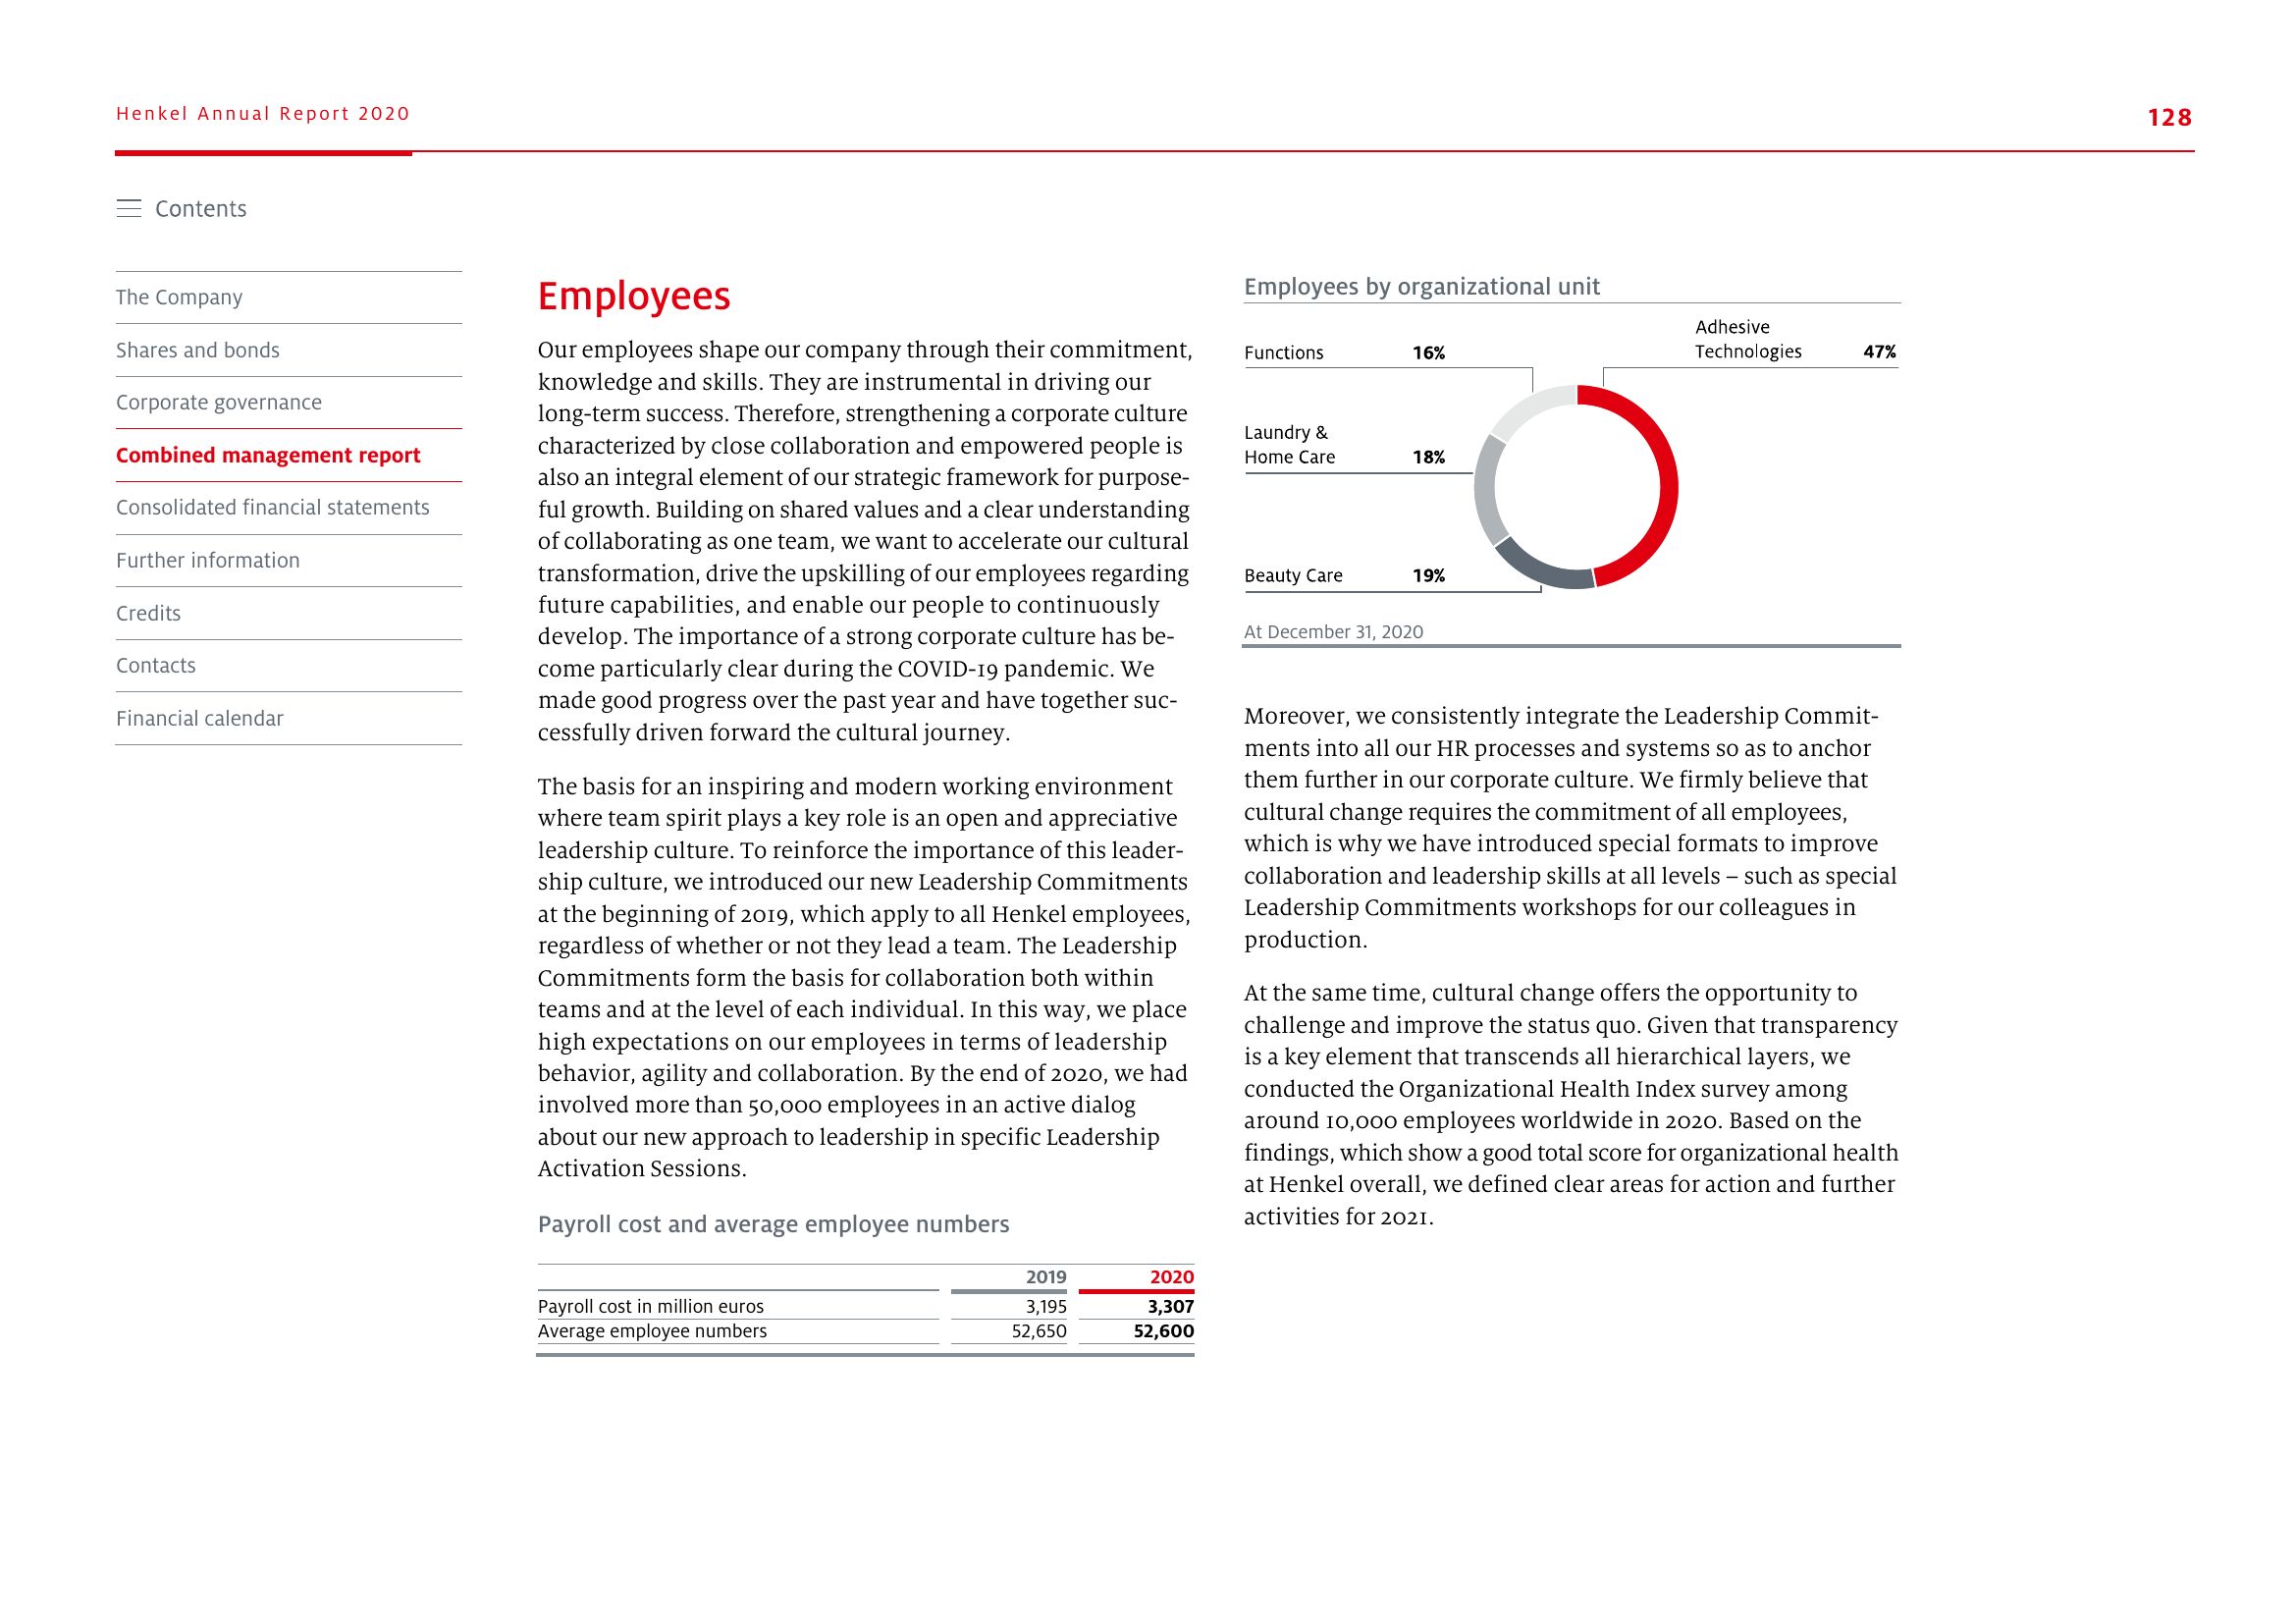 Henkel Annual Report 2020
128
Contents
The Company
Shares and bonds
Corporate governance
Combined management report
Consolidated financial statements
Further information
Credits
Contacts
Financial calendar
Employees
Our employees shape our company through their commitment,
knowledge and skills. They are instrumental in driving our
long-term success. Therefore, strengthening a corporate culture
characterized by close collaboration and empowered people is
also an integral element of our strategic framework for purpose-
ful growth. Building on shared values and a clear understanding
of collaborating as one team, we want to accelerate our cultural
transformation, drive the upskilling of our employees regarding
future capabilities, and enable our people to continuously
develop. The importance of a strong corporate culture has be-
come particularly clear during the COVID-19 pandemic. We
made good progress over the past year and have together suc-
cessfully driven forward the cultural journey.
The basis for an inspiring and modern working environment
where team spirit plays a key role is an open and appreciative
leadership culture. To reinforce the importance of this leader-
ship culture, we introduced our new Leadership Commitments
at the beginning of 2019, which apply to all Henkel employees,
regardless of whether or not they lead a team. The Leadership
Commitments form the basis for collaboration both within
teams and at the level of each individual. In this way, we place
high expectations on our employees in terms of leadership
behavior, agility and collaboration. By the end of 2020, we had
involved more than 50,000 employees in an active dialog
about our new approach to leadership in specific Leadership
Activation Sessions.
Payroll cost and average employee numbers
2019 2020
Payroll cost in million euros 3,195 3,307
Average employee numbers 52,650 52,600
Employees by organizational unit
Functions 16%
Adhesive
Technologies 47%
Laundry &
Home Care 18%
Beauty Care 19%
At December 31, 2020
Moreover, we consistently integrate the Leadership Commit-
ments into all our HR processes and systems so as to anchor
them further in our corporate culture. We firmly believe that
cultural change requires the commitment of all employees,
which is why we have introduced special formats to improve
collaboration and leadership skills at all levels – such as special
Leadership Commitments workshops for our colleagues in
production.
At the same time, cultural change offers the opportunity to
challenge and improve the status quo. Given that transparency
is a key element that transcends all hierarchical layers, we
conducted the Organizational Health Index survey among
around 10,000 employees worldwide in 2020. Based on the
findings, which show a good total score for organizational health
at Henkel overall, we defined clear areas for action and further
activities for 2021.